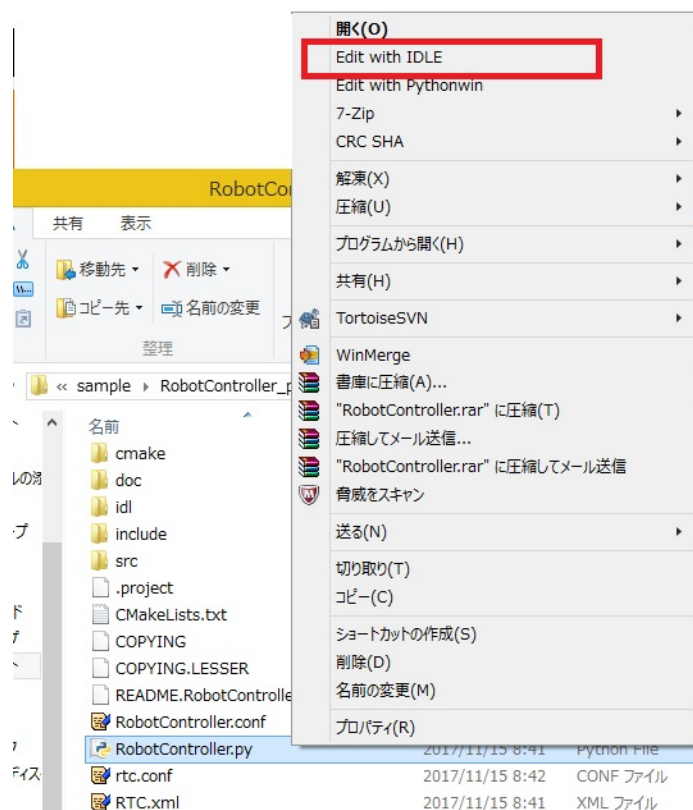 開く(O)
Edit with IDLE
Edit with Pythonwin
7-Zip
CRC SHA
解凍(X)
圧縮(U)
プログラムから開く(H)
共有(H)
TortoiseSVN
WinMerge
書庫に圧縮(A)...
"RobotController.rar" に圧縮(T)
圧縮してメール送信...
"RobotController.rar" に圧縮してメール送信
脅威をスキャン
送る(N)
切り取り(T)
コピー(C)
ショートカットの作成(S)
削除(D)
名前の変更(M)
プロパティ(R)
RobotCo
共有 表示
移動先 削除
コピー先 名前の変更
整理
« sample RobotController_p
名前
cmake
doc
idl
include
src
.project
CMakeLists.txt
COPYING
COPYING.LESSER
README.RobotControlle
RobotController.conf
RobotController.py 2017/11/15 8:41 Python File
rtc.conf 2017/11/15 8:42 CONF ファイル
RTC.xml 2017/11/15 8:41 XML ファイル